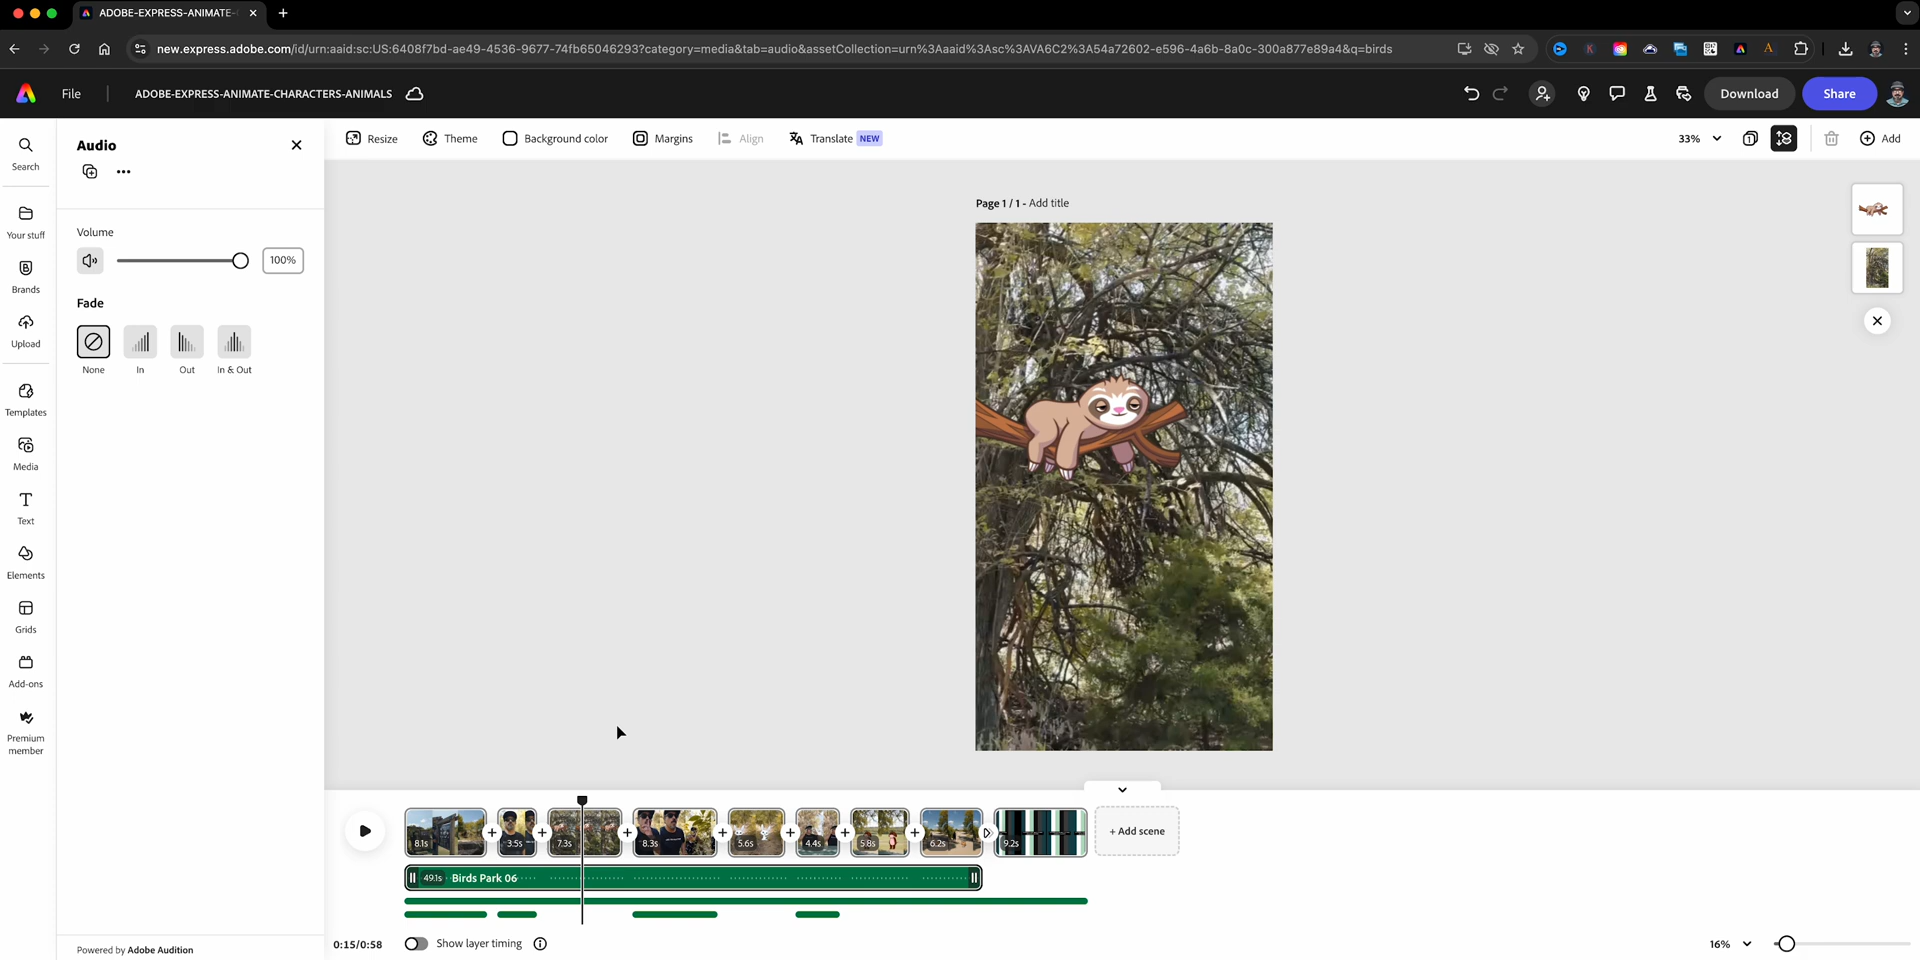 ADOBE-EXPRESS-ANIMATE-
new.express.adobe.com/id/urn:aaid:sc:US:6408f7bd-ae49-4536-9677-74fb65046293?category=media&tab=audio&assetCollection=urn%3Aaaid%3Asc%3AVA6C2%3A54a72602-e596-4a6b-8a0c-300a877e89a4&q=birds
File
ADOBE-EXPRESS-ANIMATE-CHARACTERS-ANIMALS
Download
Share
Search
Your stuff
Brands
Upload
Templates
Media
Text
Elements
Grids
Add-ons
Premium
member
Audio
Volume
100%
Fade
None
In
Out
In & Out
Powered by Adobe Audition
Resize
Theme
Background color
Margins
Align
Translate NEW
33%
Add
Page 1 / 1 - Add title
8.1s
3.5s
7.3s
8.3s
5.6s
4.4s
5.8s
6.2s
9.2s
+ Add scene
49.1s Birds Park 06
0:15/0:58
Show layer timing
16%